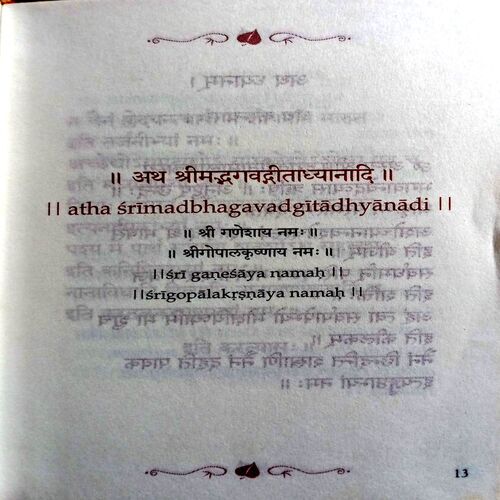 ॥ अथ श्रीमद्भगवद्गीताध्यानादि ॥
|| atha śrīmadbhagavadgītādhyānādi ||
॥ श्री गणेशाय नमः॥
॥ श्रीगोपालकृष्णाय नमः॥
||śrī gaṇeśāya namaḥ ||
||śrīgopālakṛṣṇāya namaḥ ||
13